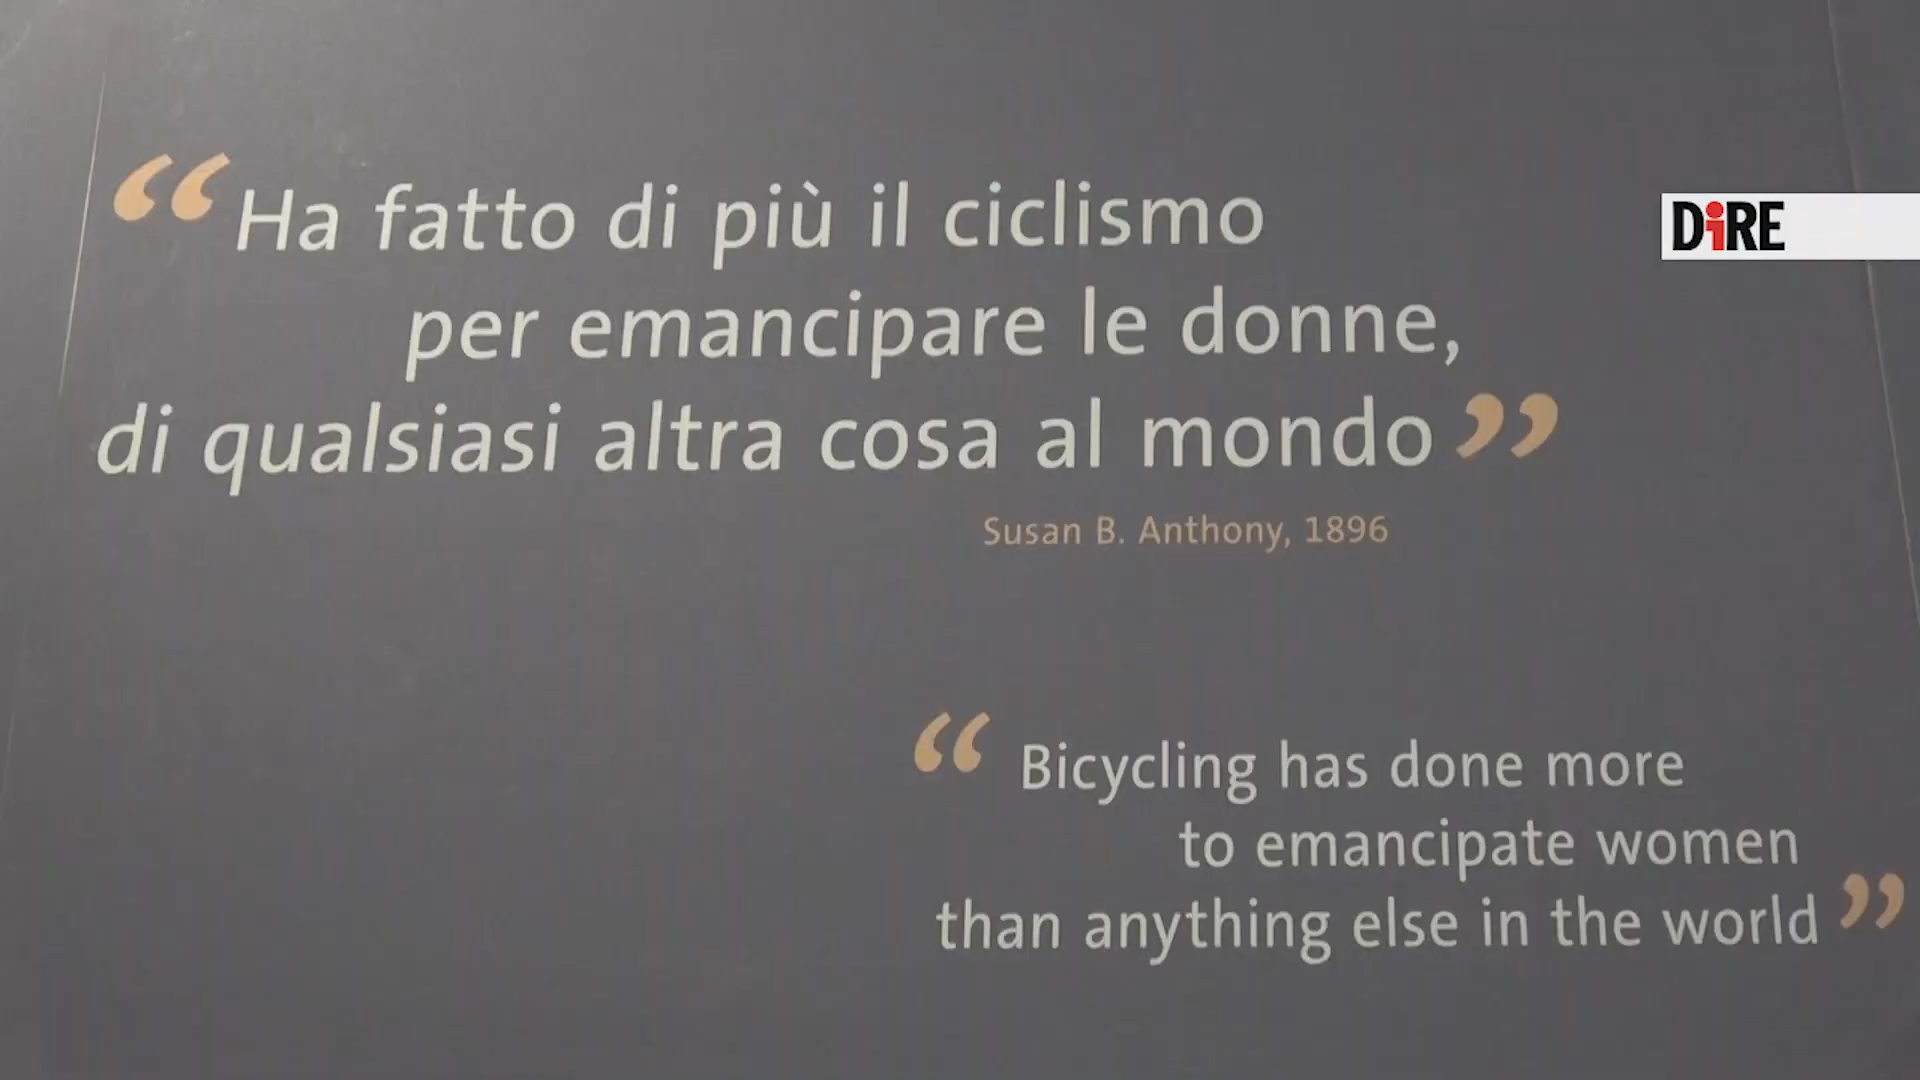 “Ha fatto di più il ciclismo
per emancipare le donne,
di qualsiasi altra cosa al mondo”
Susan B. Anthony, 1896
“Bicycling has done more
to emancipate women
than anything else in the world”
DiRE